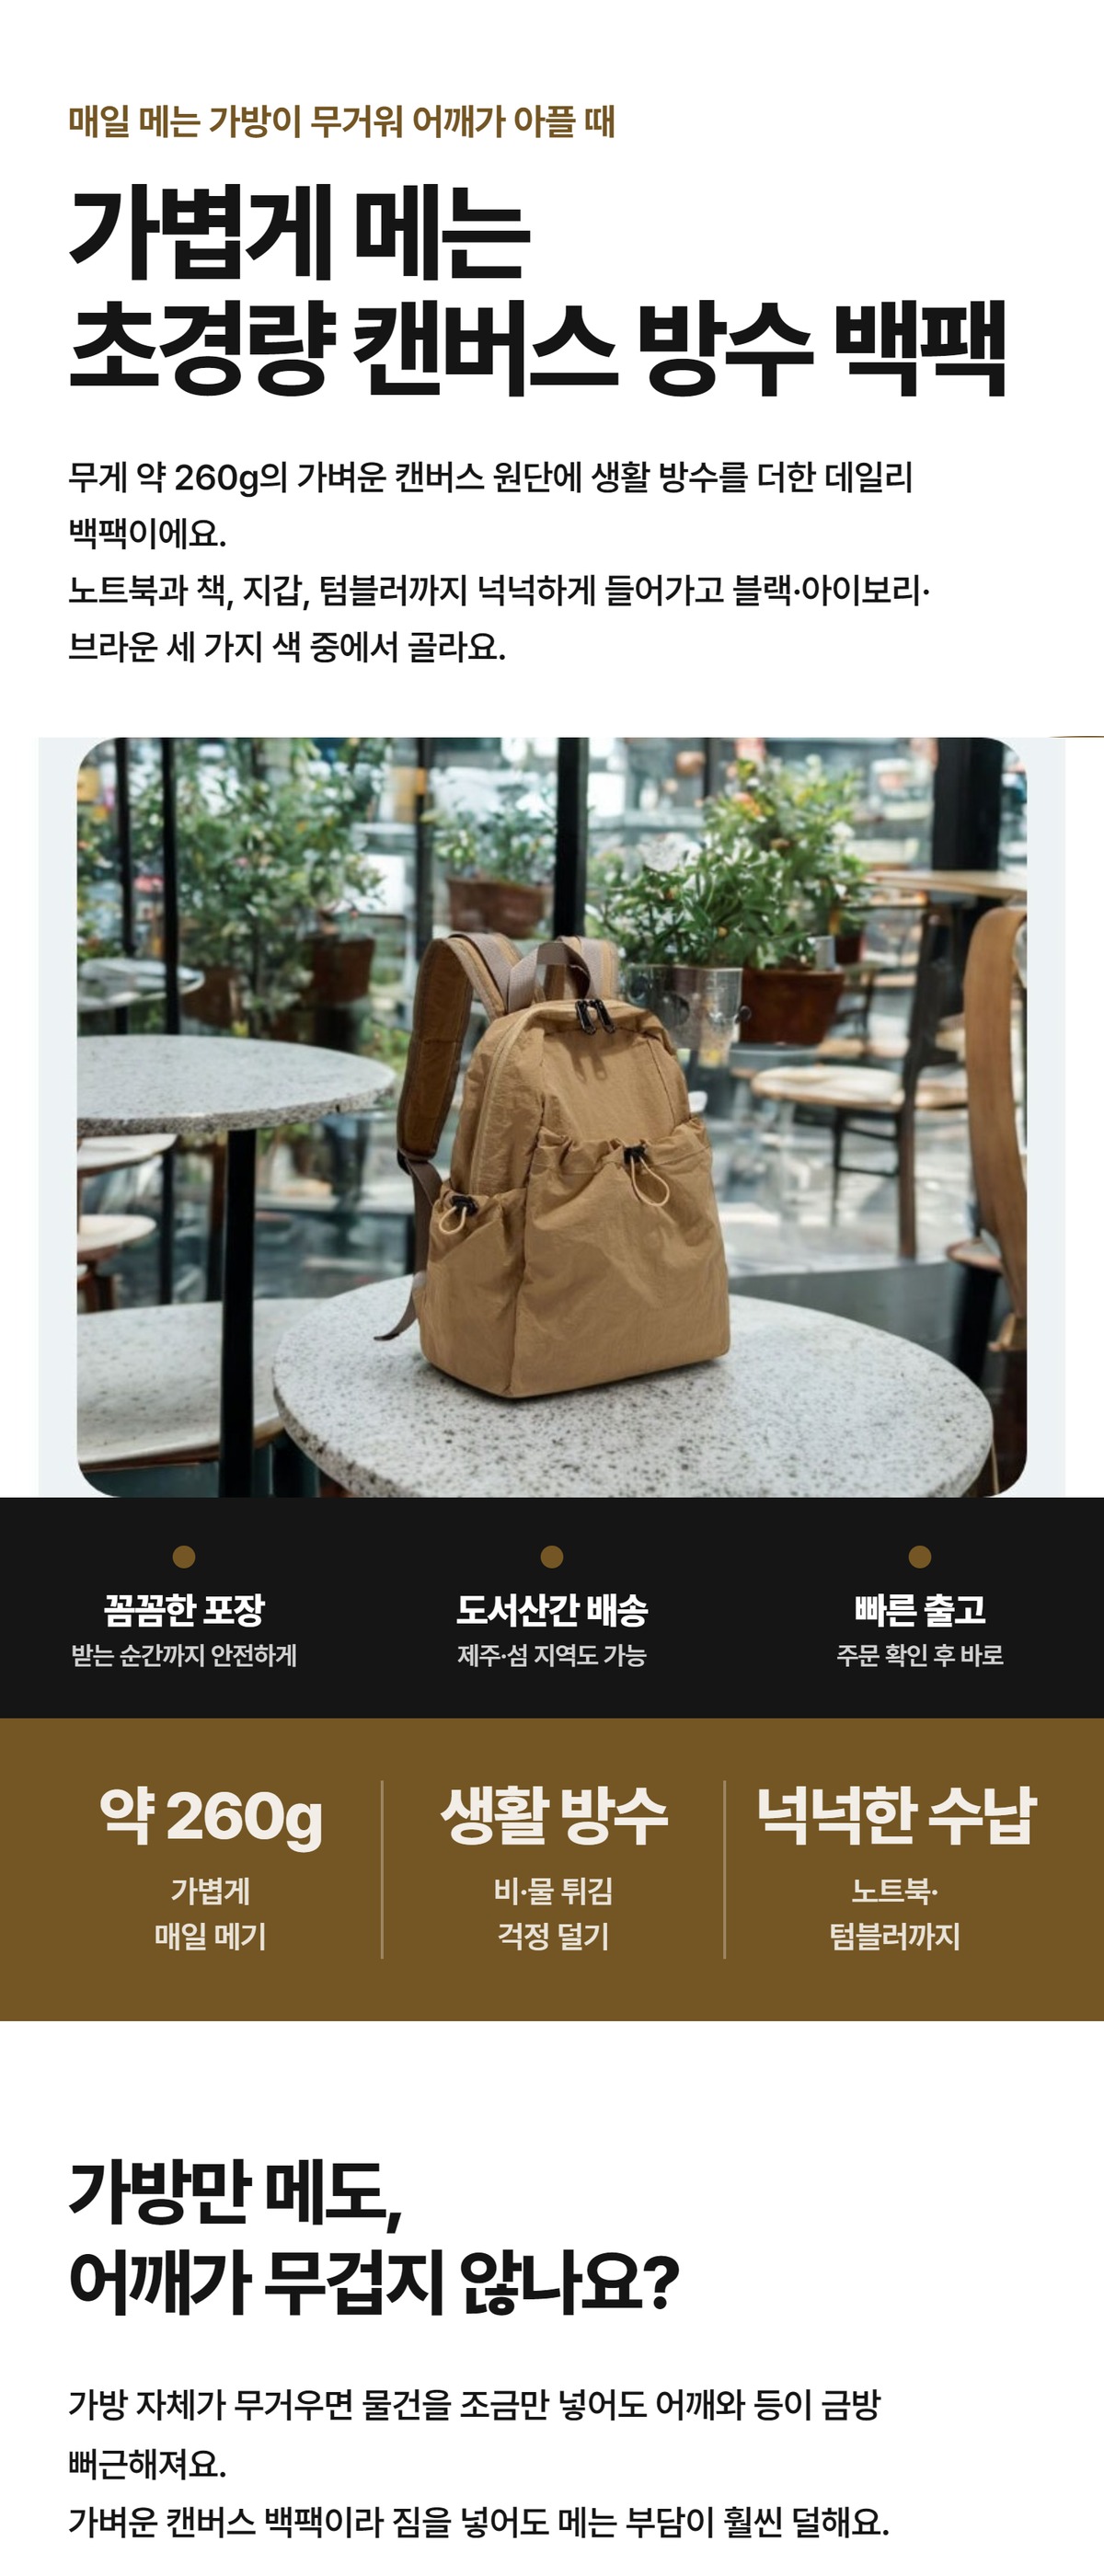 매일 메는 가방이 무거워 어깨가 아플 때
가볍게 메는
초경량 캔버스 방수 백팩
무게 약 260g의 가벼운 캔버스 원단에 생활 방수를 더한 데일리
백팩이에요.
노트북과 책, 지갑, 텀블러까지 넉넉하게 들어가고 블랙·아이보리·
브라운 세 가지 색 중에서 골라요.
꼼꼼한 포장
받는 순간까지 안전하게
도서산간 배송
제주·섬 지역도 가능
빠른 출고
주문 확인 후 바로
약 260g
가볍게
매일 메기
생활 방수
비·물 튀김
걱정 덜기
넉넉한 수납
노트북·
텀블러까지
가방만 메도,
어깨가 무겁지 않나요?
가방 자체가 무거우면 물건을 조금만 넣어도 어깨와 등이 금방
뻐근해져요.
가벼운 캔버스 백팩이라 짐을 넣어도 메는 부담이 훨씬 덜해요.